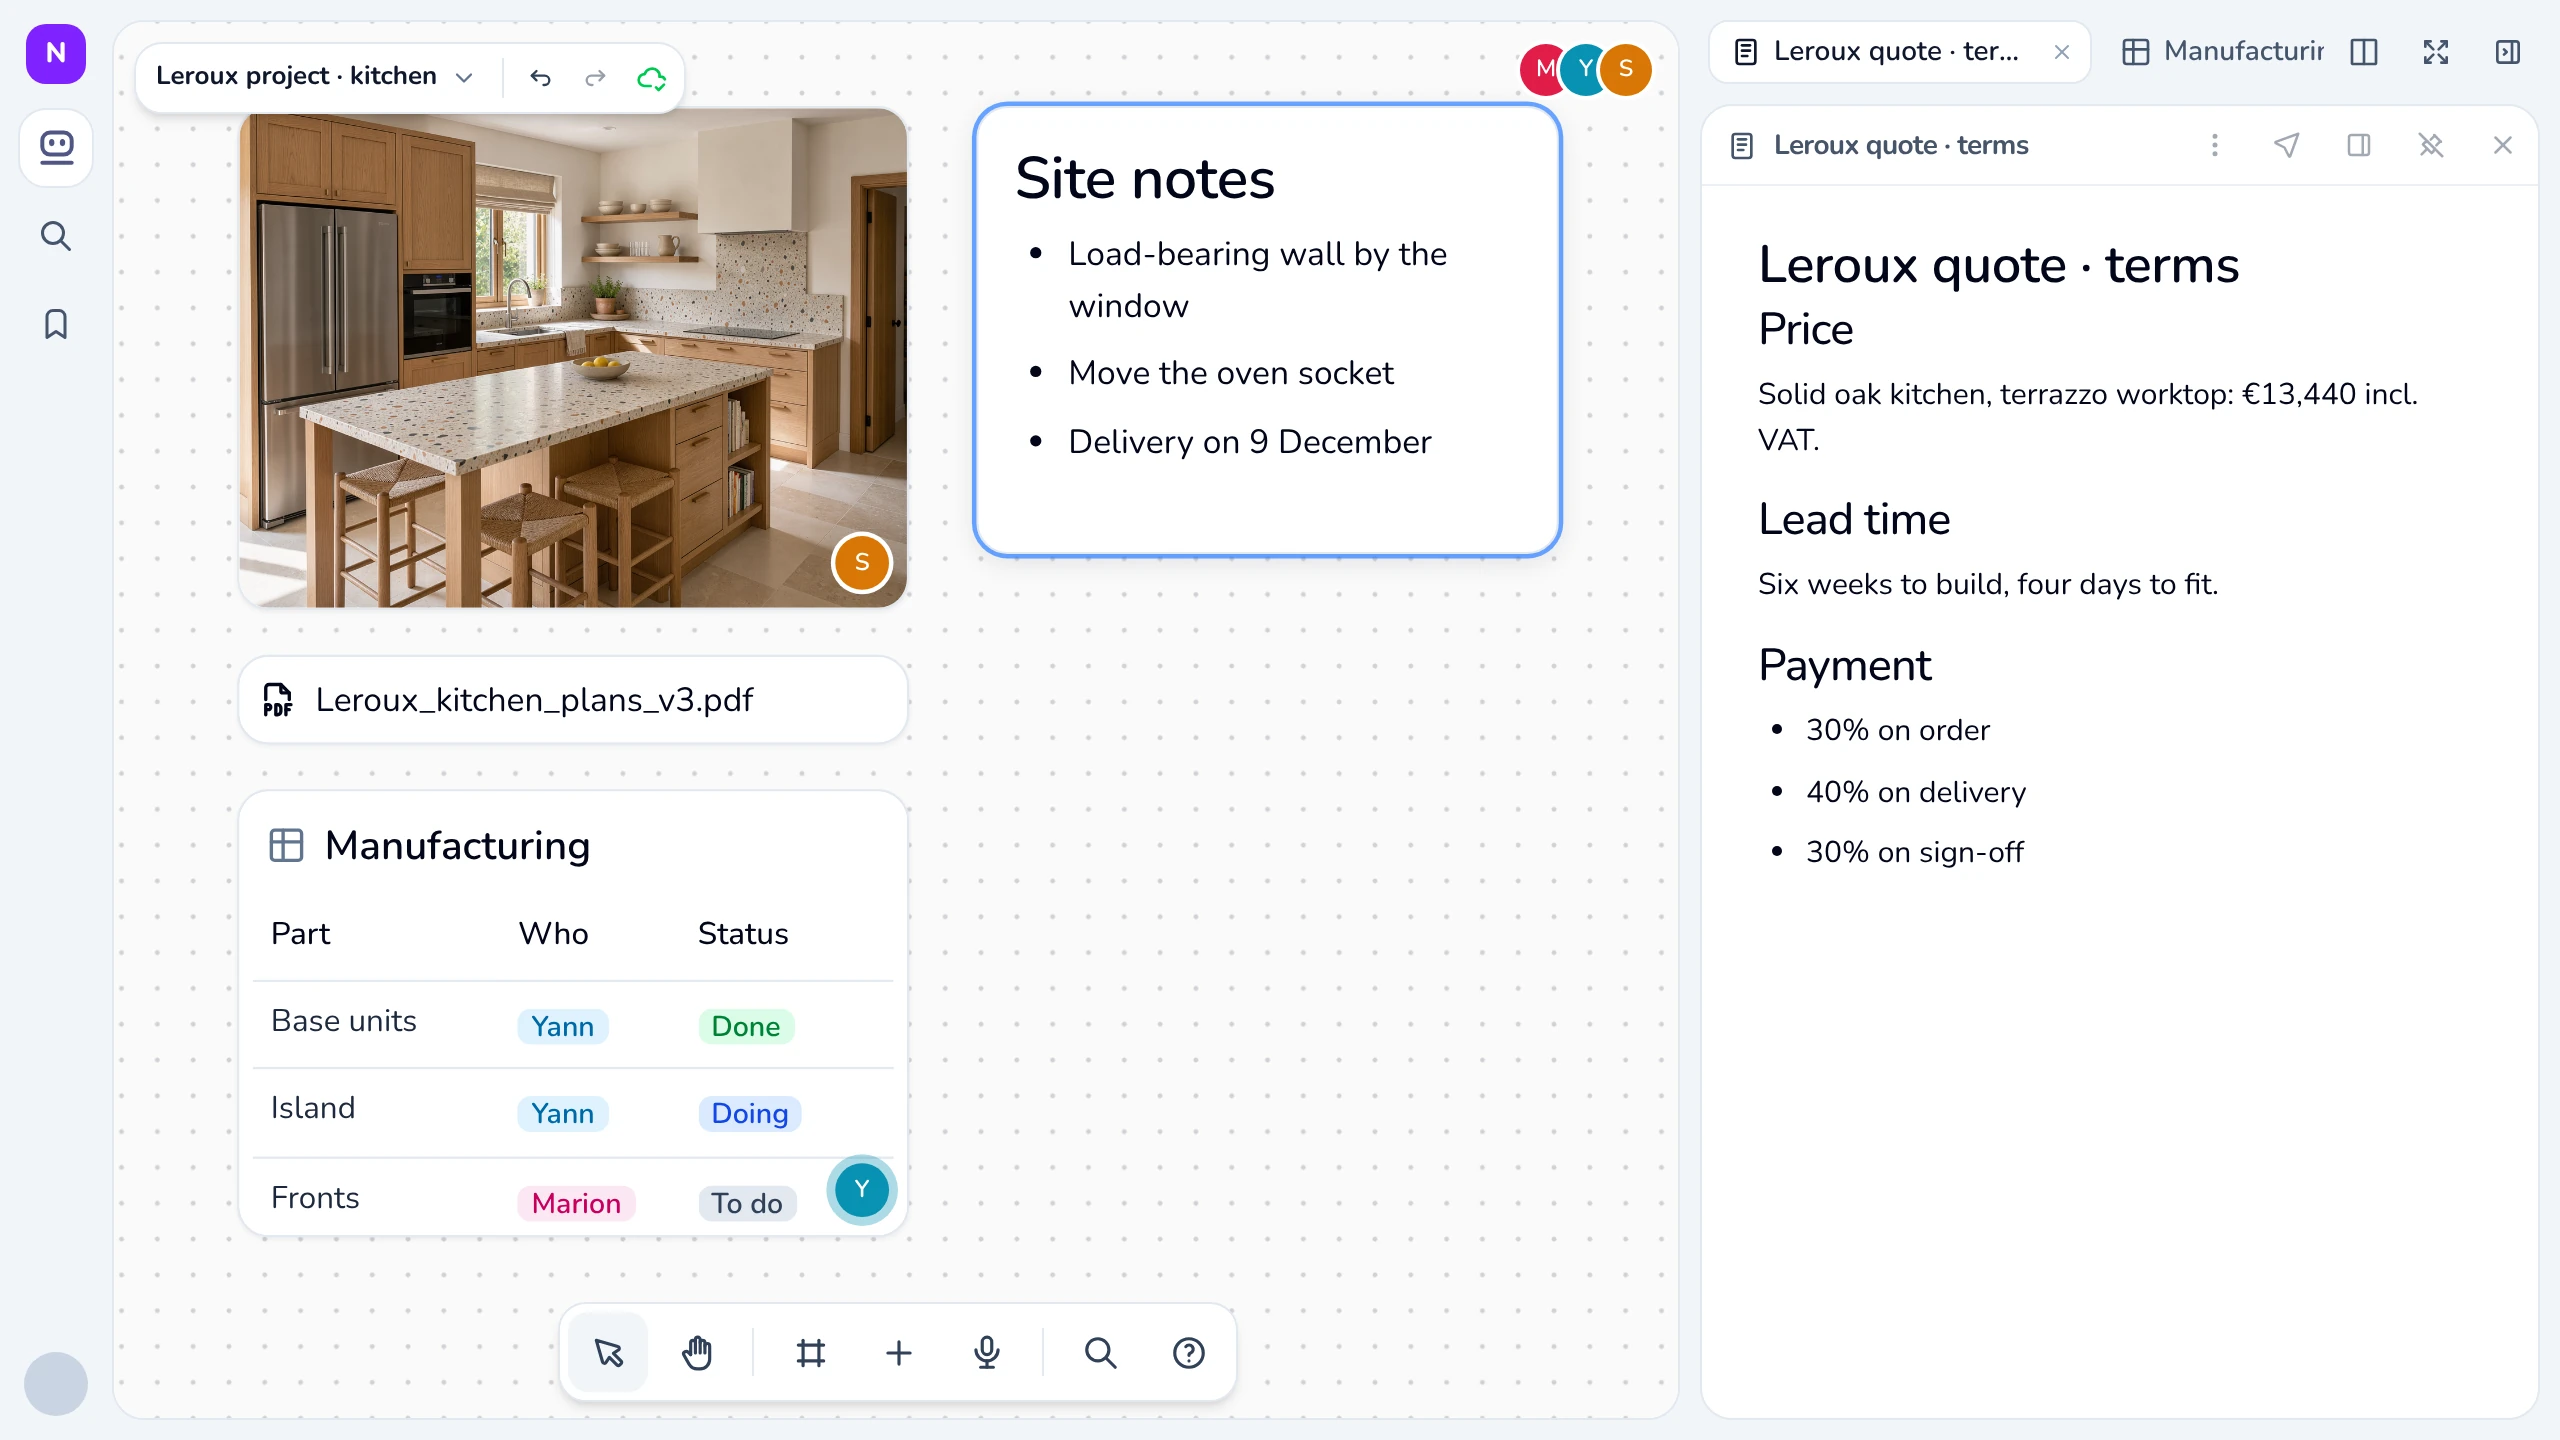 N
Leroux project · kitchen
M Y S
Site notes
• Load-bearing wall by the
window
• Move the oven socket
• Delivery on 9 December
S
PDF Leroux_kitchen_plans_v3.pdf
Manufacturing
Part Who Status
Base units Yann Done
Island Yann Doing
Fronts Marion To do
Y
Leroux quote · ter...
Manufacturin
Leroux quote · terms
Leroux quote · terms
Price
Solid oak kitchen, terrazzo worktop: €13,440 incl.
VAT.
Lead time
Six weeks to build, four days to fit.
Payment
• 30% on order
• 40% on delivery
• 30% on sign-off